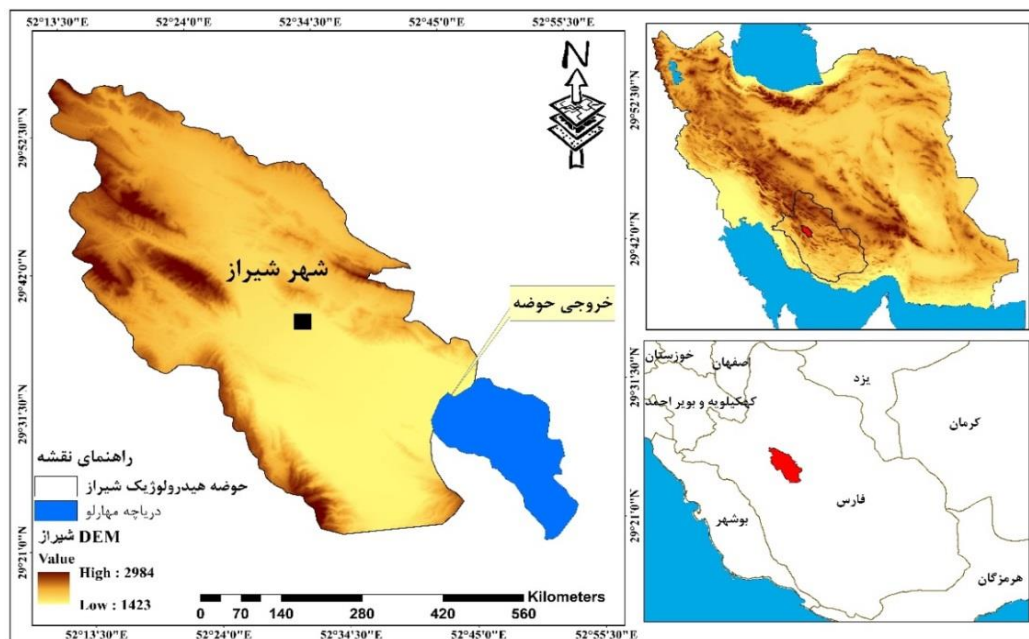 52°13'30"E 52°24'0"E 52°34'30"E 52°45'0"E 52°55'30"E
N
29°52'30"N
29°52'30"N
شهر شیراز
29°42'0"N
29°42'0"N
خروجی حوضه
29°31'30"N
29°31'30"N
راهنمای نقشه
حوضه هیدرولوژیک شیراز
دریاچه مهارلو
DEM شیراز
Value
High : 2984
Low : 1423
29°21'0"N
29°21'0"N
Kilometers
0 70 140 280 420 560
52°13'30"E 52°24'0"E 52°34'30"E 52°45'0"E 52°55'30"E
خوزستان
اصفهان
یزد
کهکیلویه و بویر احمد
کرمان
فارس
بوشهر
هرمزگان